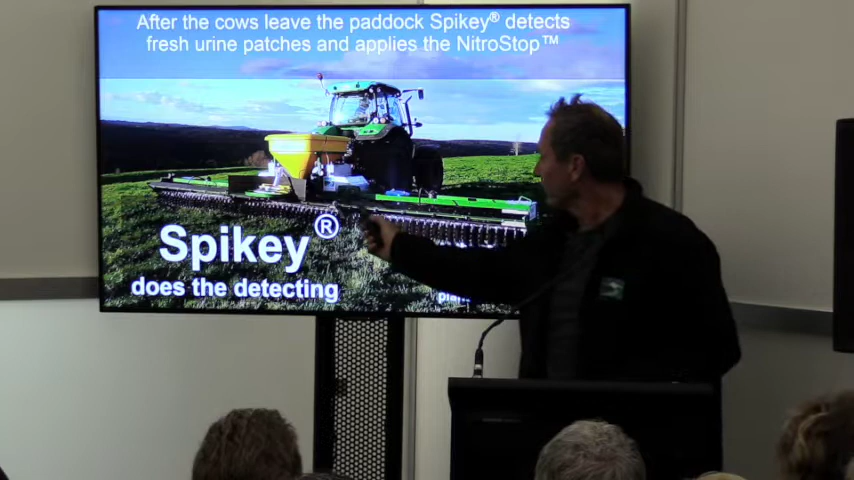 After the cows leave the paddock Spikey® detects
fresh urine patches and applies the NitroStop™
Spikey®
does the detecting